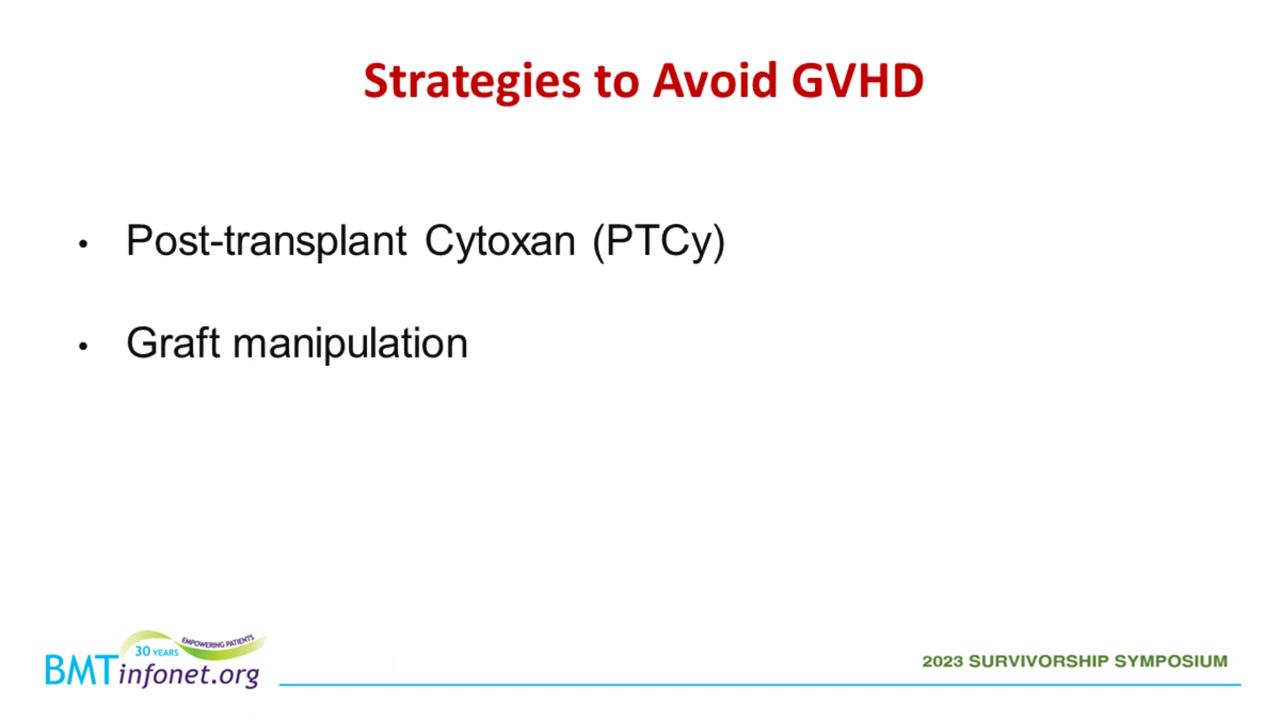 Strategies to Avoid GVHD
• Post-transplant Cytoxan (PTCy)
• Graft manipulation
30 YEARS EMPOWERING PATIENTS
BMTinfonet.org
2023 SURVIVORSHIP SYMPOSIUM